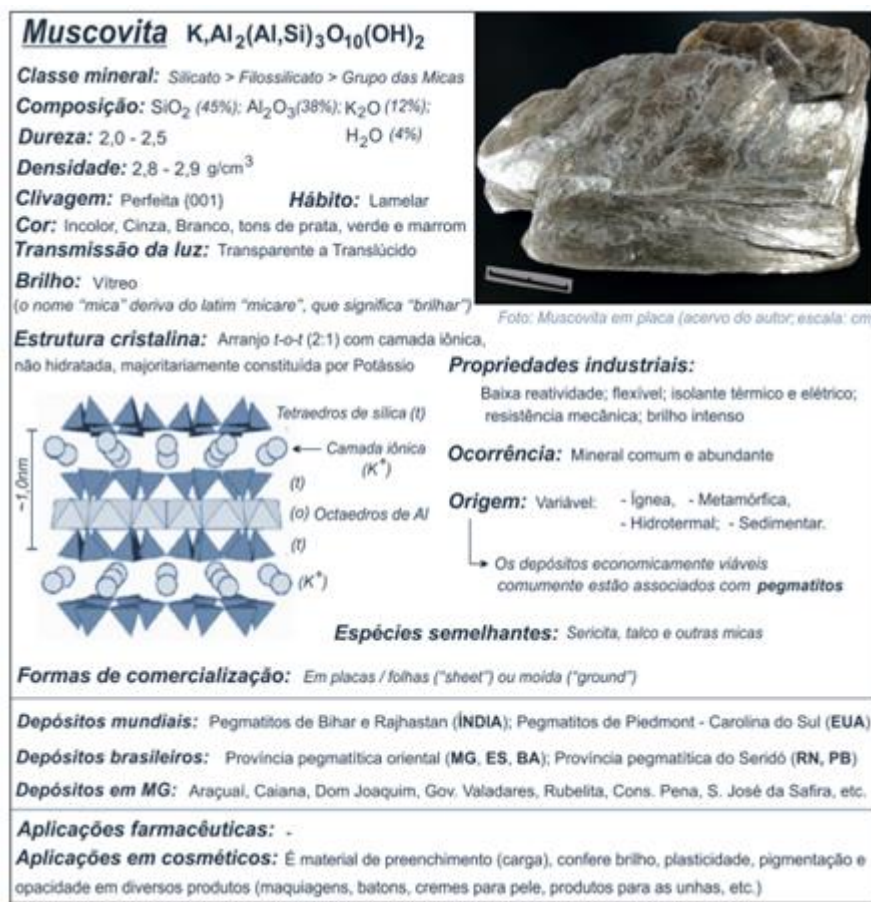 Muscovita K,Al₂(Al,Si)₃O₁₀(OH)₂
Classe mineral: Silicato > Filossilicato > Grupo das Micas
Composição: SiO₂ (45%); Al₂O₃(38%); K₂O (12%);
H₂O (4%)
Dureza: 2,0 - 2,5
Densidade: 2,8 - 2,9 g/cm³
Clivagem: Perfeita {001} Hábito: Lamelar
Cor: Incolor, Cinza, Branco, tons de prata, verde e marrom
Transmissão da luz: Transparente a Translúcido
Brilho: Vítreo
(o nome “mica” deriva do latim “micare”, que significa “brilhar”)
Foto: Muscovita em placa (acervo do autor; escala: cm)
Estrutura cristalina: Arranjo t-o-t (2:1) com camada iônica,
não hidratada, majoritariamente constituída por Potássio
Tetraedros de sílica (t)
Camada iônica
(K⁺)
(t)
(o) Octaedros de Al
(t)
(K⁺)
~1,0nm
Propriedades industriais:
Baixa reatividade; flexível; isolante térmico e elétrico;
resistência mecânica; brilho intenso
Ocorrência: Mineral comum e abundante
Origem: Variável: - Ígnea, - Metamórfica,
- Hidrotermal; - Sedimentar.
Os depósitos economicamente viáveis
comumente estão associados com pegmatitos
Espécies semelhantes: Sericita, talco e outras micas
Formas de comercialização: Em placas / folhas (“sheet”) ou moída (“ground”)
Depósitos mundiais: Pegmatitos de Bihar e Rajhastan (ÍNDIA); Pegmatitos de Piedmont - Carolina do Sul (EUA)
Depósitos brasileiros: Província pegmatítica oriental (MG, ES, BA); Província pegmatítica do Seridó (RN, PB)
Depósitos em MG: Araçuaí, Caiana, Dom Joaquim, Gov. Valadares, Rubelita, Cons. Pena, S. José da Safira, etc.
Aplicações farmacêuticas: -
Aplicações em cosméticos: É material de preenchimento (carga), confere brilho, plasticidade, pigmentação e
opacidade em diversos produtos (maquiagens, batons, cremes para pele, produtos para as unhas, etc.)